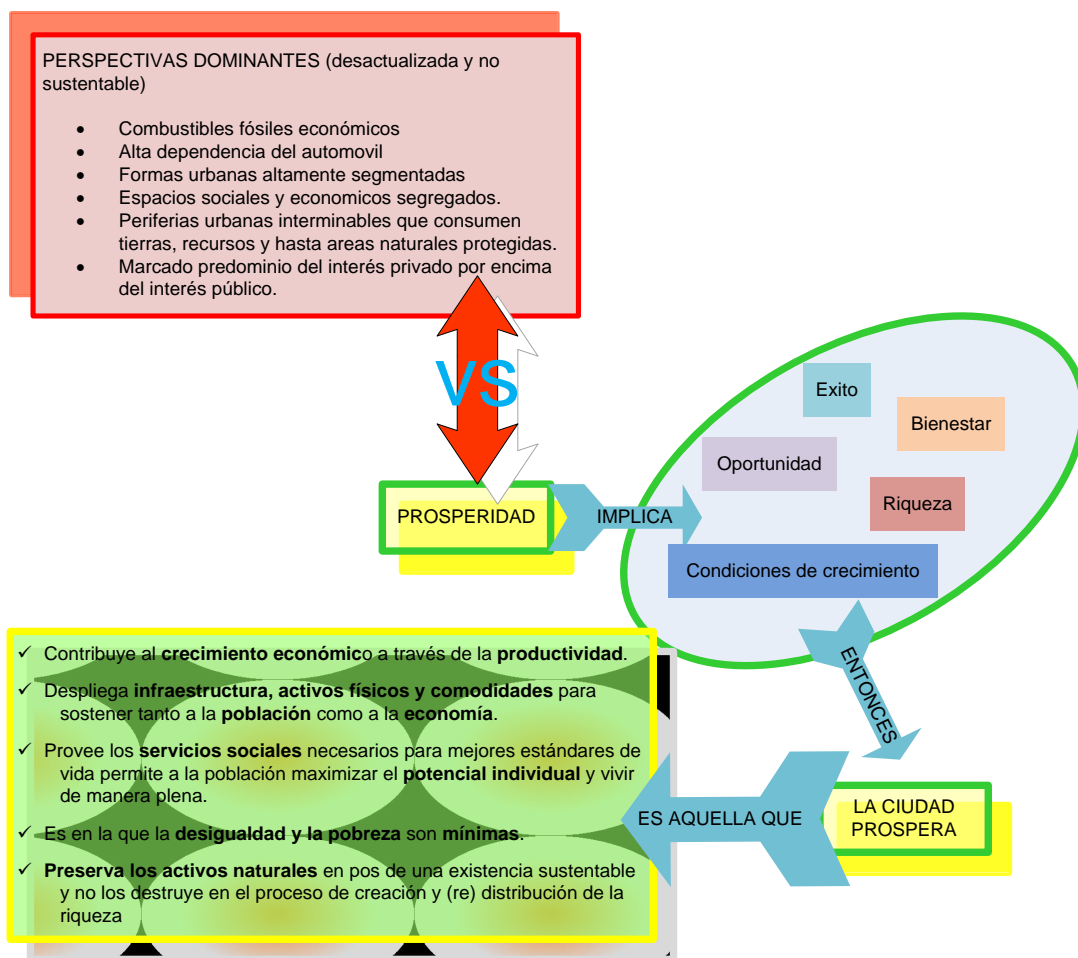 PERSPECTIVAS DOMINANTES (desactualizada y no
sustentable)
• Combustibles fósiles económicos
• Alta dependencia del automovil
• Formas urbanas altamente segmentadas
• Espacios sociales y economicos segregados.
• Periferias urbanas interminables que consumen
tierras, recursos y hasta areas naturales protegidas.
• Marcado predominio del interés privado por encima
del interés público.
VS
PROSPERIDAD
IMPLICA
Exito
Bienestar
Oportunidad
Riqueza
Condiciones de crecimiento
ENTONCES
LA CIUDAD
PROSPERA
ES AQUELLA QUE
✓ Contribuye al crecimiento económico a través de la productividad.
✓ Despliega infraestructura, activos físicos y comodidades para
sostener tanto a la población como a la economía.
✓ Provee los servicios sociales necesarios para mejores estándares de
vida permite a la población maximizar el potencial individual y vivir
de manera plena.
✓ Es en la que la desigualdad y la pobreza son mínimas.
✓ Preserva los activos naturales en pos de una existencia sustentable
y no los destruye en el proceso de creación y (re) distribución de la
riqueza